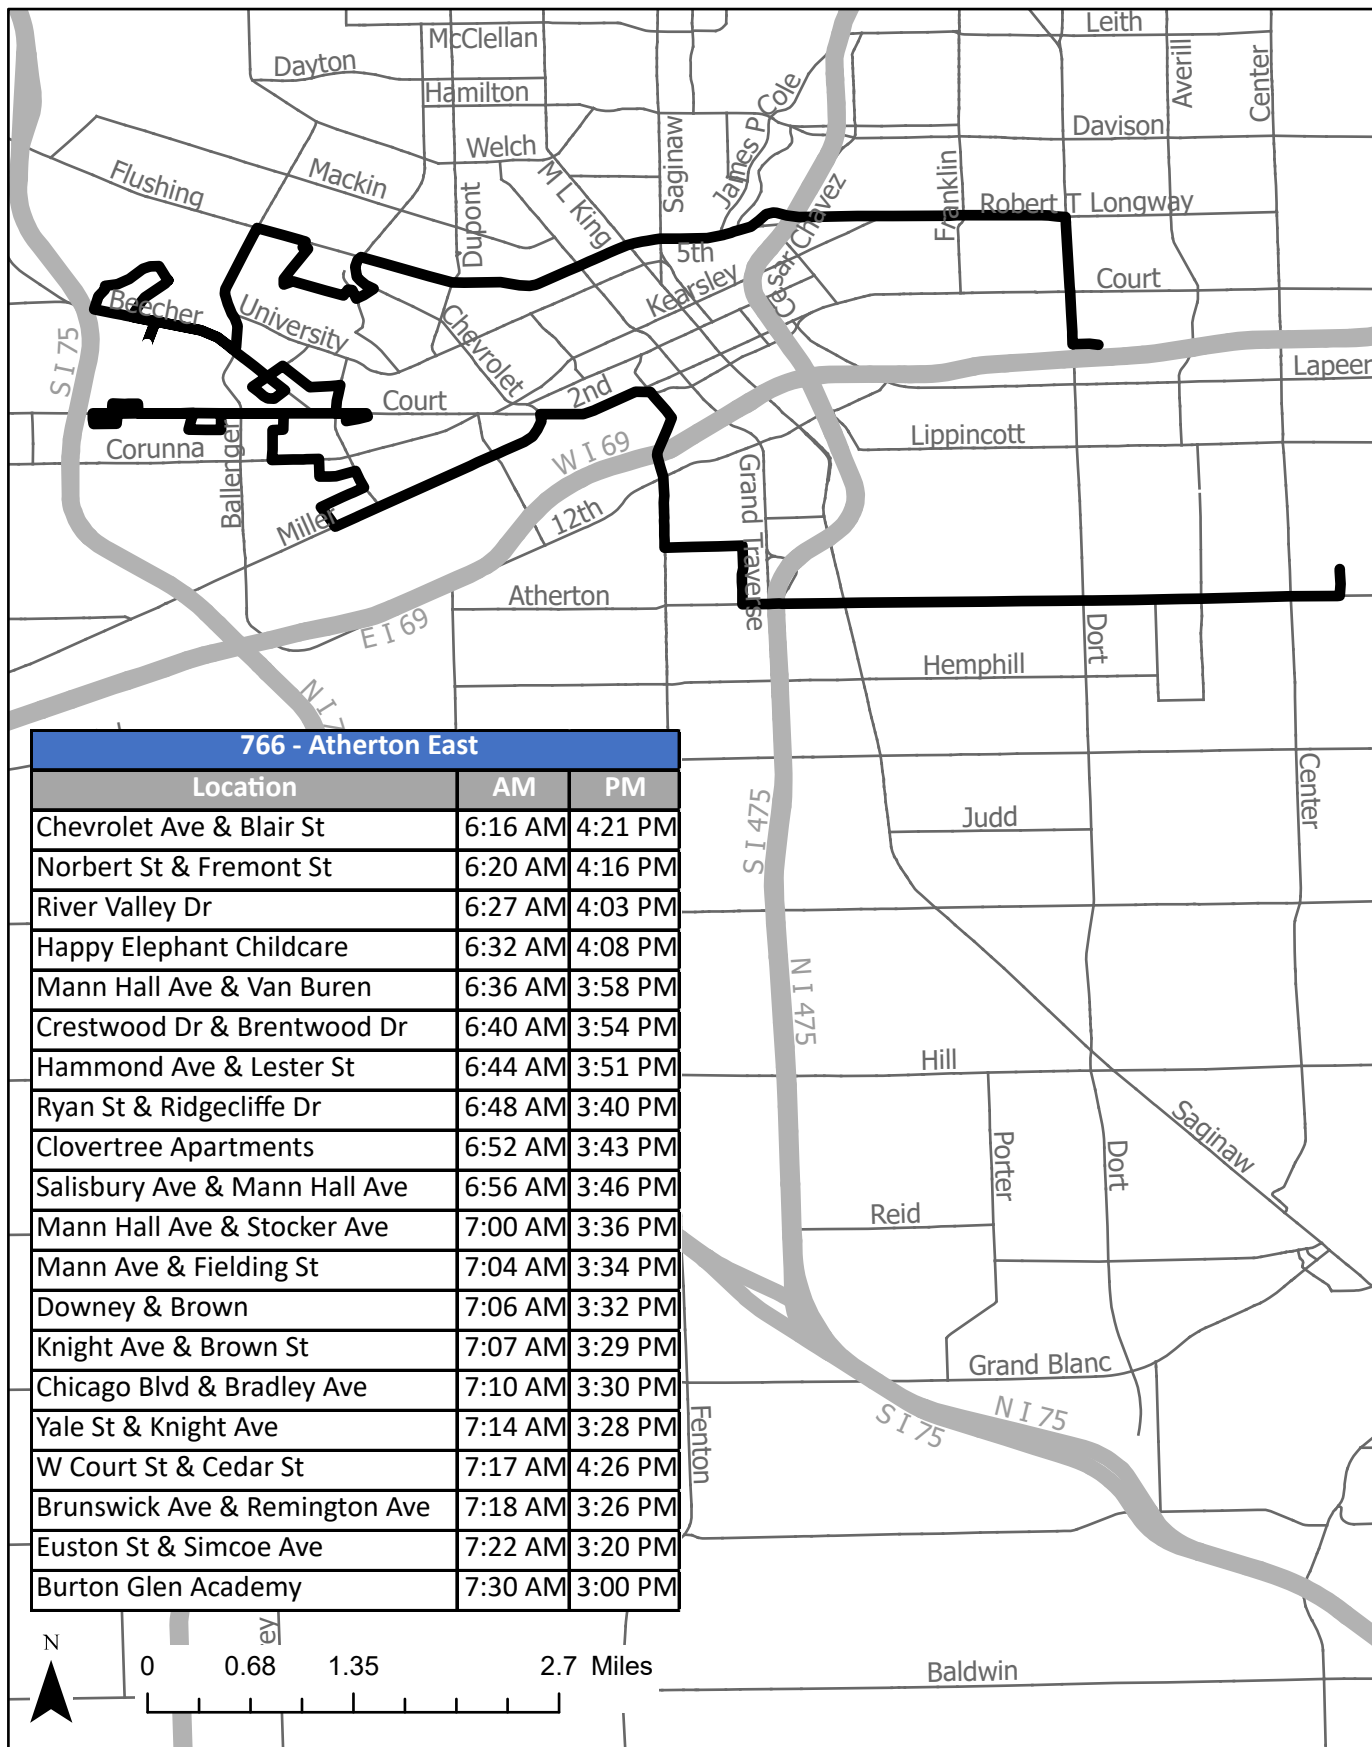 Leith
McClellan
Dayton
Hamilton
Averill
Center
James P Cole
Saginaw
Davison
Welch
Flushing
Mackin
M L King
Dupont
Cesar Chavez
Franklin
Robert T Longway
5th
Kearsley
Court
Beecher
University
Chevrolet
S I 75
Lapeer
2nd
Court
Corunna
Ballenger
Lippincott
W I 69
Grand Traverse
Miller
12th
Atherton
E I 69
Dort
Hemphill
N I 7
766 - Atherton East
Location AM PM
Chevrolet Ave & Blair St 6:16 AM 4:21 PM
Norbert St & Fremont St 6:20 AM 4:16 PM
River Valley Dr 6:27 AM 4:03 PM
Happy Elephant Childcare 6:32 AM 4:08 PM
Mann Hall Ave & Van Buren 6:36 AM 3:58 PM
Crestwood Dr & Brentwood Dr 6:40 AM 3:54 PM
Hammond Ave & Lester St 6:44 AM 3:51 PM
Ryan St & Ridgecliffe Dr 6:48 AM 3:40 PM
Clovertree Apartments 6:52 AM 3:43 PM
Salisbury Ave & Mann Hall Ave 6:56 AM 3:46 PM
Mann Hall Ave & Stocker Ave 7:00 AM 3:36 PM
Mann Ave & Fielding St 7:04 AM 3:34 PM
Downey & Brown 7:06 AM 3:32 PM
Knight Ave & Brown St 7:07 AM 3:29 PM
Chicago Blvd & Bradley Ave 7:10 AM 3:30 PM
Yale St & Knight Ave 7:14 AM 3:28 PM
W Court St & Cedar St 7:17 AM 4:26 PM
Brunswick Ave & Remington Ave 7:18 AM 3:26 PM
Euston St & Simcoe Ave 7:22 AM 3:20 PM
Burton Glen Academy 7:30 AM 3:00 PM
Center
S I 475
Judd
N I 475
Hill
Saginaw
Porter
Dort
Reid
Grand Blanc
Fenton
S I 75
N I 75
ey
N
0 0.68 1.35 2.7 Miles
Baldwin